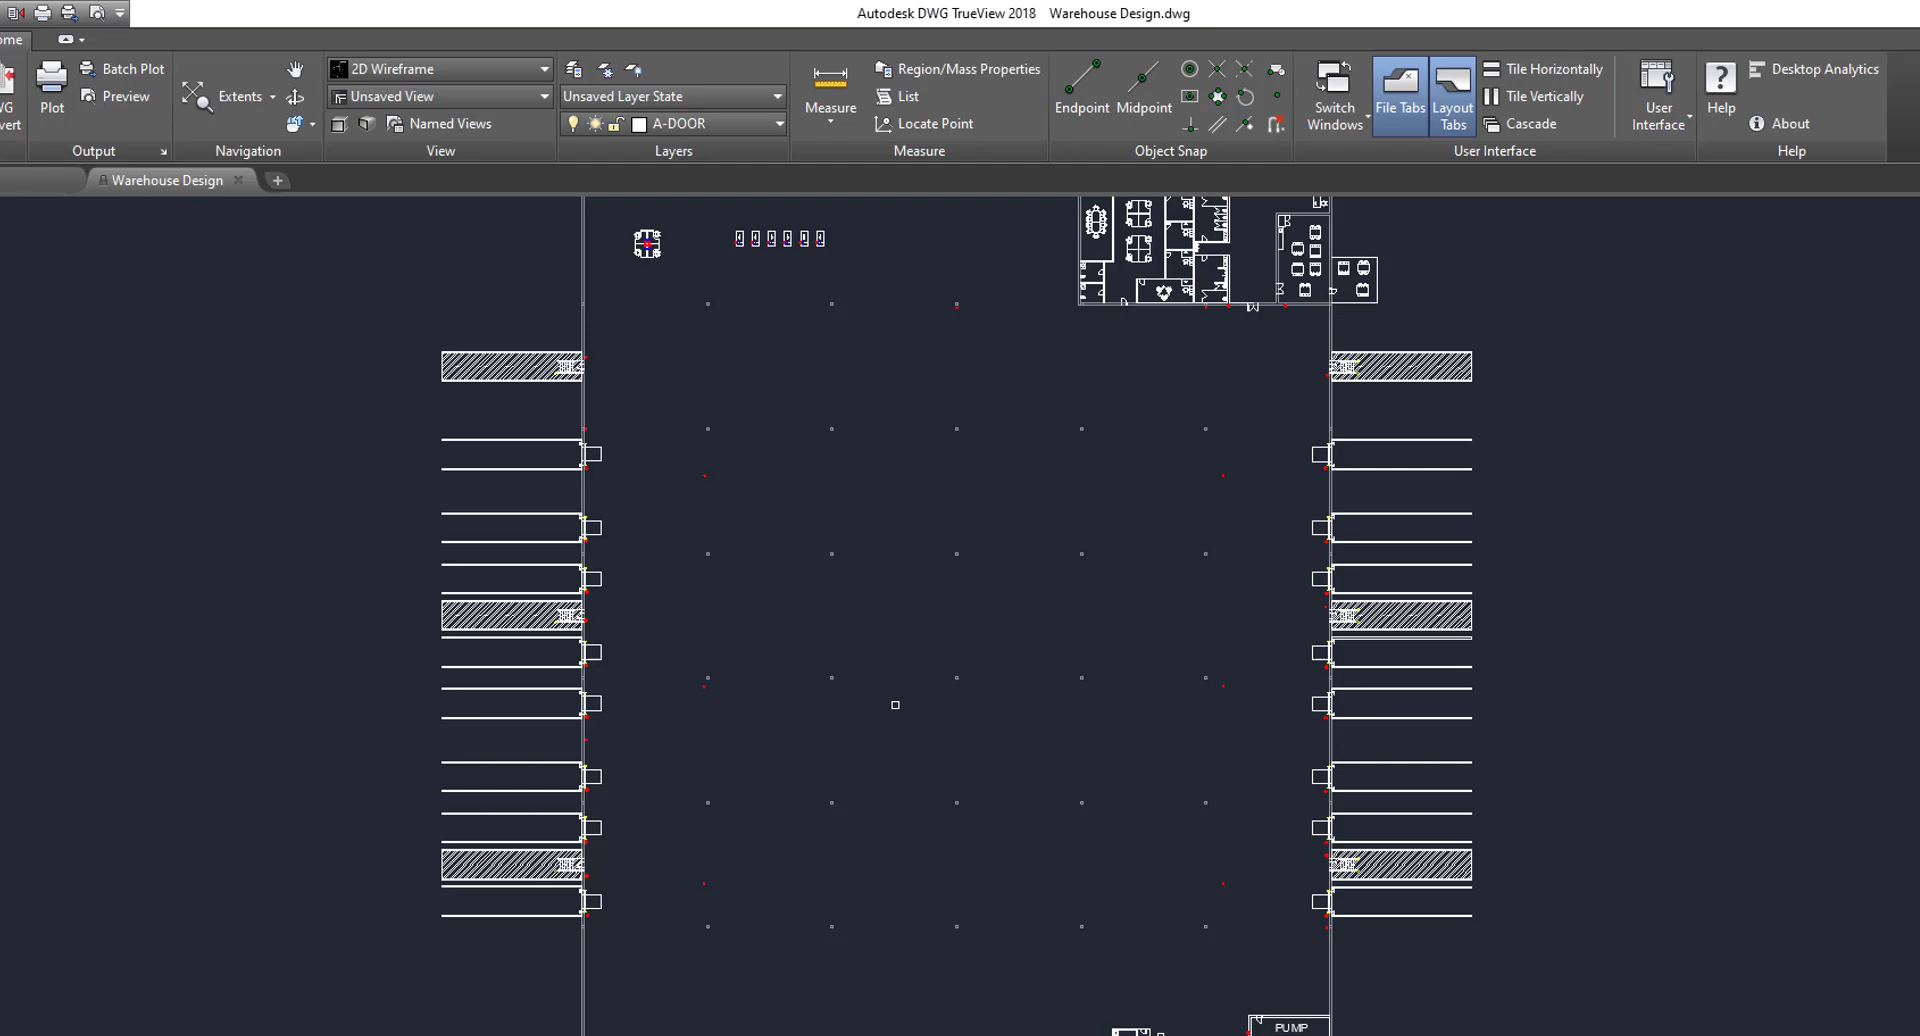 Autodesk DWG TrueView 2018 Warehouse Design.dwg
ome
WG
vert
Plot
Batch Plot
Preview
Output
Extents
Navigation
2D Wireframe
Unsaved View
Named Views
View
Unsaved Layer State
A-DOOR
Layers
Measure
Region/Mass Properties
List
Locate Point
Measure
Endpoint
Midpoint
Object Snap
Switch
Windows
File Tabs
Layout
Tabs
Tile Horizontally
Tile Vertically
Cascade
User
Interface
User Interface
Help
Desktop Analytics
About
Help
Warehouse Design
PUMP